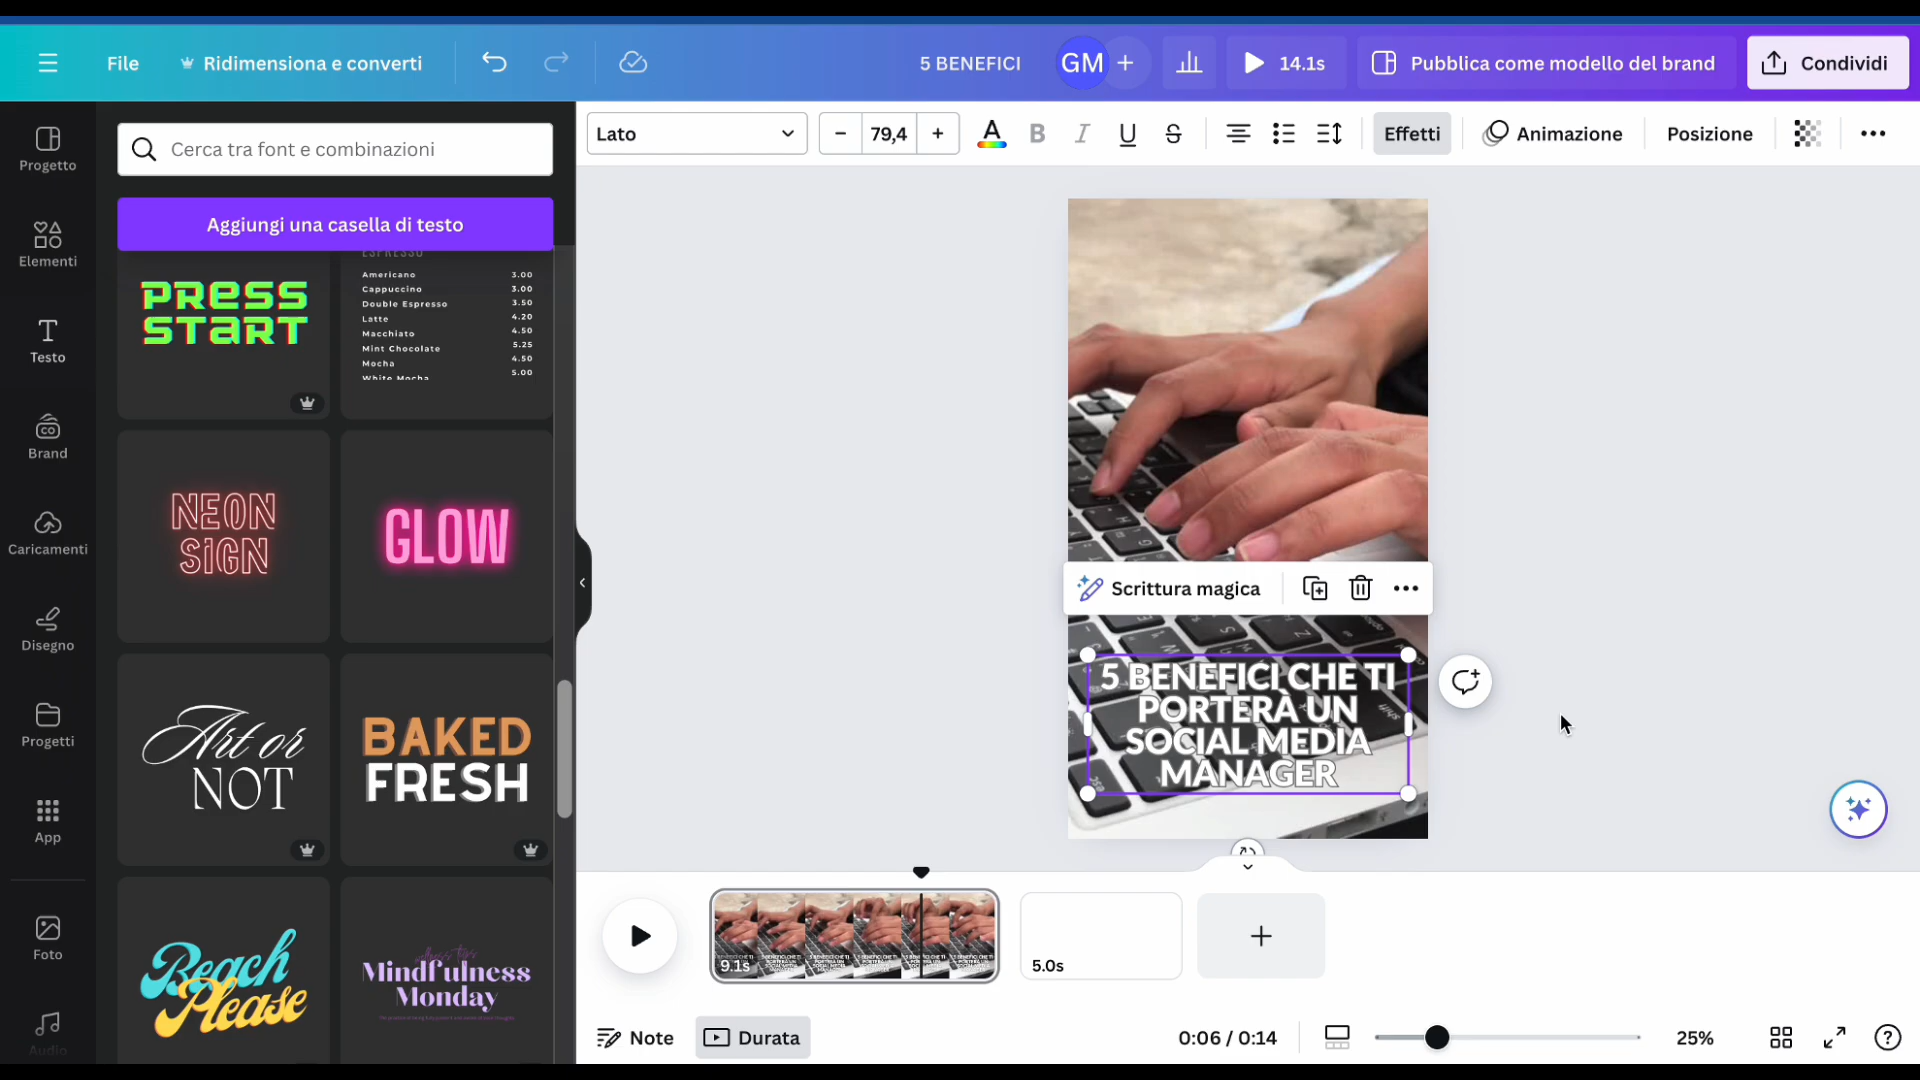 File
Ridimensiona e converti
5 BENEFICI
GM
14.1s
Pubblica come modello del brand
Condividi
Progetto
Elementi
Testo
Brand
Caricamenti
Disegno
Progetti
App
Foto
Audio
Cerca tra font e combinazioni
Aggiungi una casella di testo
PRESS
START
ESPRESSO
Americano 3.00
Cappuccino 3.00
Double Espresso 3.50
Latte 4.20
Macchiato 4.50
Mint Chocolate 5.25
Mocha 4.50
White Mocha 5.00
NEON
SIGN
GLOW
Art or
NOT
BAKED
FRESH
Beach
Please
Mindfulness
Monday
Lato
79,4
Effetti
Animazione
Posizione
Scrittura magica
5 BENEFICI CHE TI
PORTERÀ UN
SOCIAL MEDIA
MANAGER
9.1s
5.0s
Note
Durata
0:06 / 0:14
25%